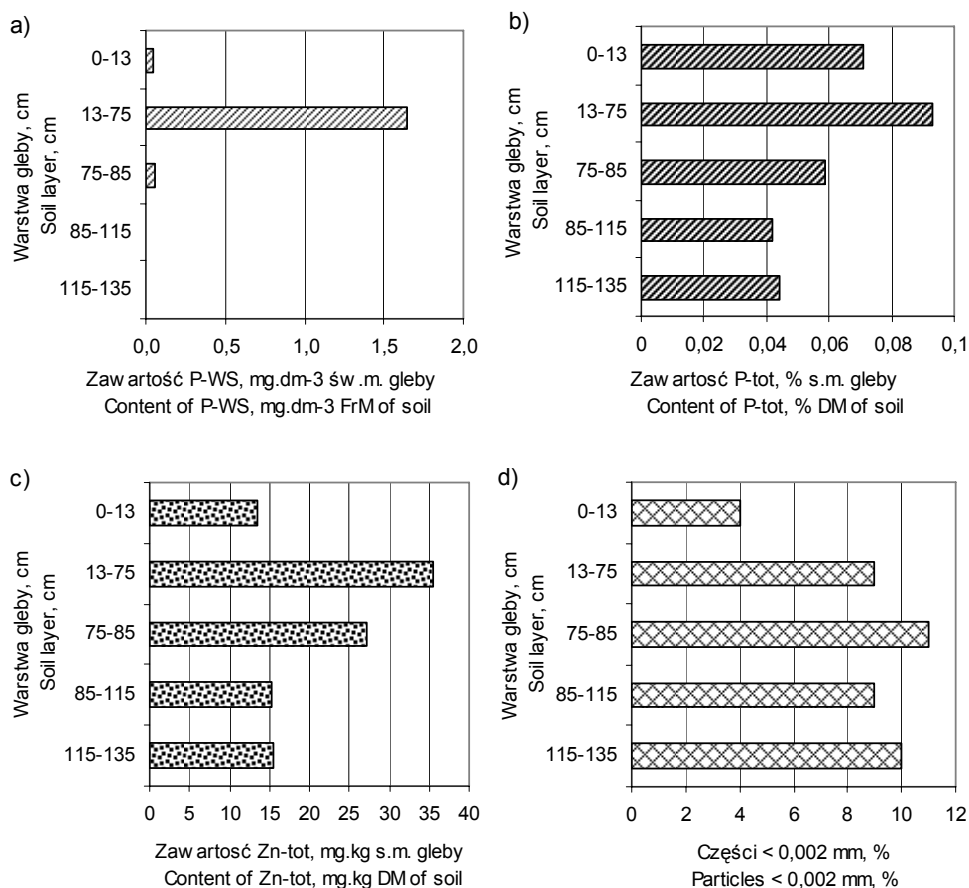 a)
0-13
13-75
75-85
85-115
115-135
Warstwa gleby, cm
Soil layer, cm
0,0 0,5 1,0 1,5 2,0
Zawartość P-WS, mg.dm-3 św.m. gleby
Content of P-WS, mg.dm-3 FrM of soil
b)
0-13
13-75
75-85
85-115
115-135
Warstwa gleby, cm
Soil layer, cm
0 0,02 0,04 0,06 0,08 0,1
Zawartosć P-tot, % s.m. gleby
Content of P-tot, % DM of soil
c)
0-13
13-75
75-85
85-115
115-135
Warstwa gleby, cm
Soil layer, cm
0 5 10 15 20 25 30 35 40
Zawartosć Zn-tot, mg.kg s.m. gleby
Content of Zn-tot, mg.kg DM of soil
d)
0-13
13-75
75-85
85-115
115-135
Warstwa gleby, cm
Soil layer, cm
0 2 4 6 8 10 12
Części < 0,002 mm, %
Particles < 0,002 mm, %